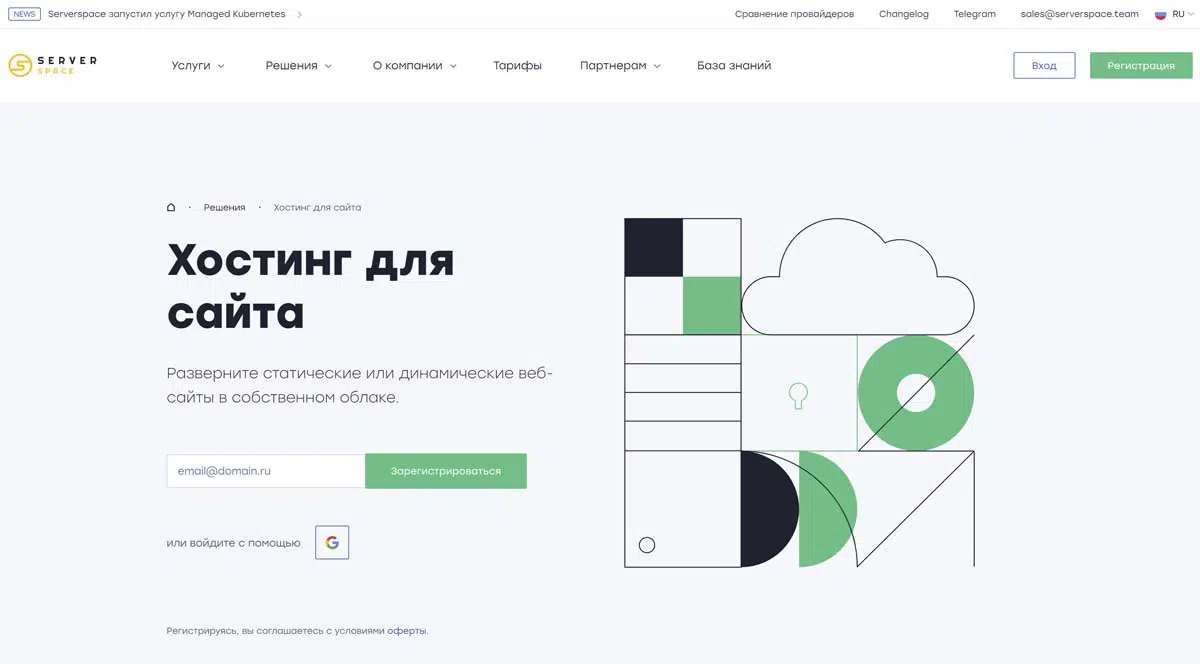 NEWS Serverspace запустил услугу Managed Kubernetes
Сравнение провайдеров Changelog Telegram sales@serverspace.team RU
SERVER
SPACE
Услуги Решения О компании Тарифы Партнерам База знаний Вход Регистрация
Решения · Хостинг для сайта
Хостинг для
сайта
Разверните статические или динамические веб-
сайты в собственном облаке.
email@domain.ru Зарегистрироваться
или войдите с помощью G
Регистрируясь, вы соглашаетесь с условиями оферты.